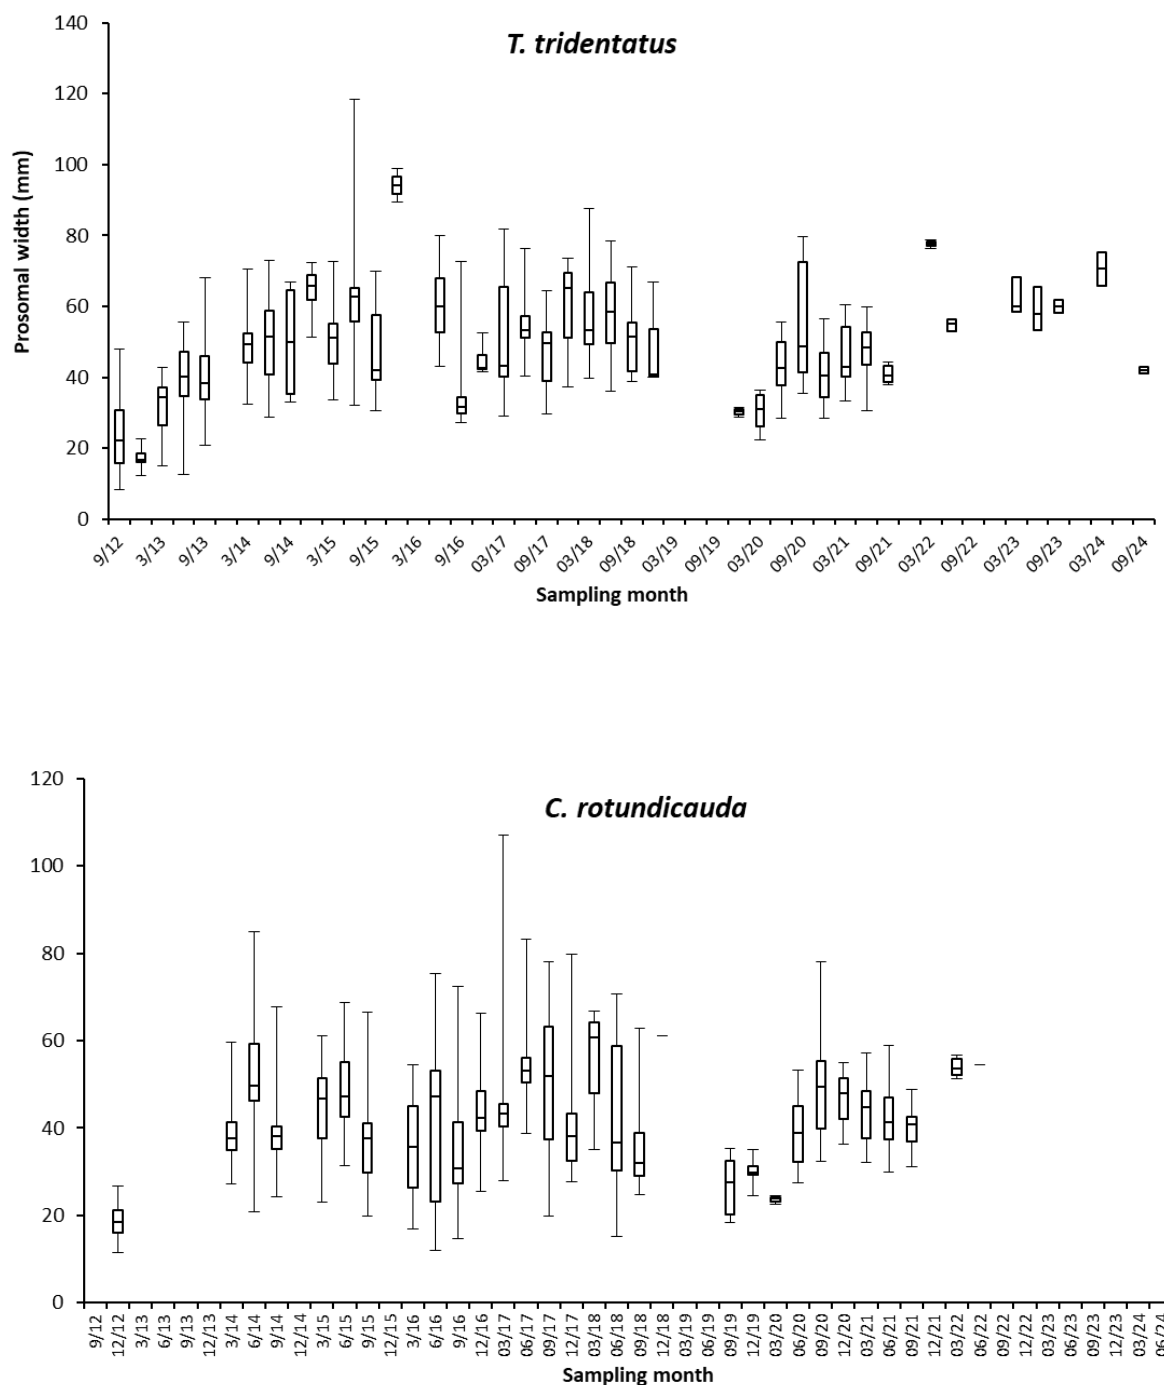 T. tridentatus
140
120
100
80
60
40
20
0
Prosomal width (mm)
9/12 3/13 9/13 3/14 9/14 3/15 9/15 3/16 9/16 03/17 09/17 03/18 09/18 03/19 09/19 03/20 09/20 03/21 09/21 03/22 09/22 03/23 09/23 03/24 09/24
Sampling month
C. rotundicauda
120
100
80
60
40
20
0
9/12 12/12 3/13 6/13 9/13 12/13 3/14 6/14 9/14 12/14 3/15 6/15 9/15 12/15 3/16 6/16 9/16 12/16 03/17 06/17 09/17 12/17 03/18 06/18 09/18 12/18 03/19 06/19 09/19 12/19 03/20 06/20 09/20 12/20 03/21 06/21 09/21 12/21 03/22 06/22 09/22 12/22 03/23 06/23 09/23 12/23 03/24 06/24
Sampling month